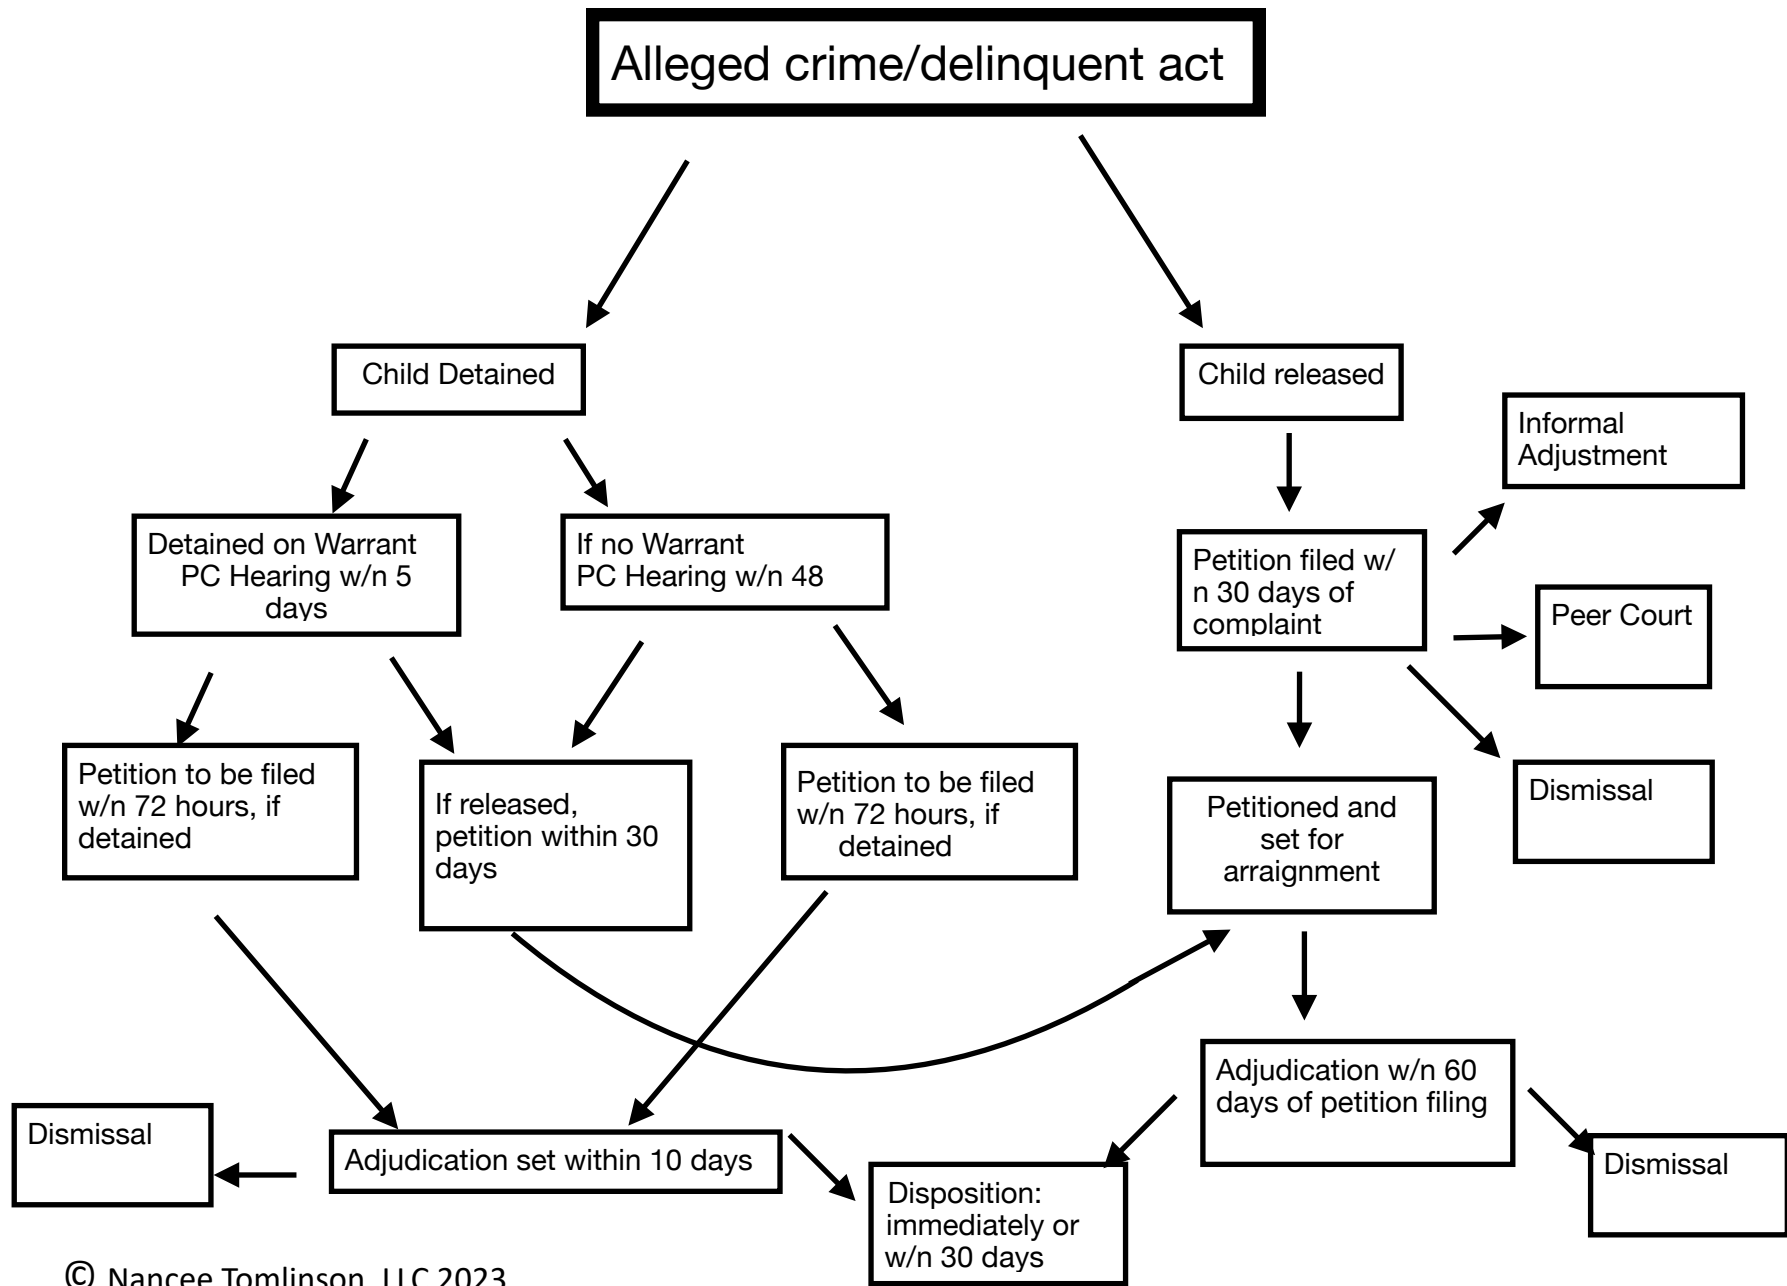 Alleged crime/delinquent act
Child Detained
Child released
Informal
Adjustment
Detained on Warrant
PC Hearing w/n 5
days
If no Warrant
PC Hearing w/n 48
Petition filed w/
n 30 days of
complaint
Peer Court
Petition to be filed
w/n 72 hours, if
detained
If released,
petition within 30
days
Petition to be filed
w/n 72 hours, if
detained
Petitioned and
set for
arraignment
Dismissal
Adjudication w/n 60
days of petition filing
Dismissal
Adjudication set within 10 days
Disposition:
immediately or
w/n 30 days
Dismissal
© Nancee Tomlinson, LLC 2023